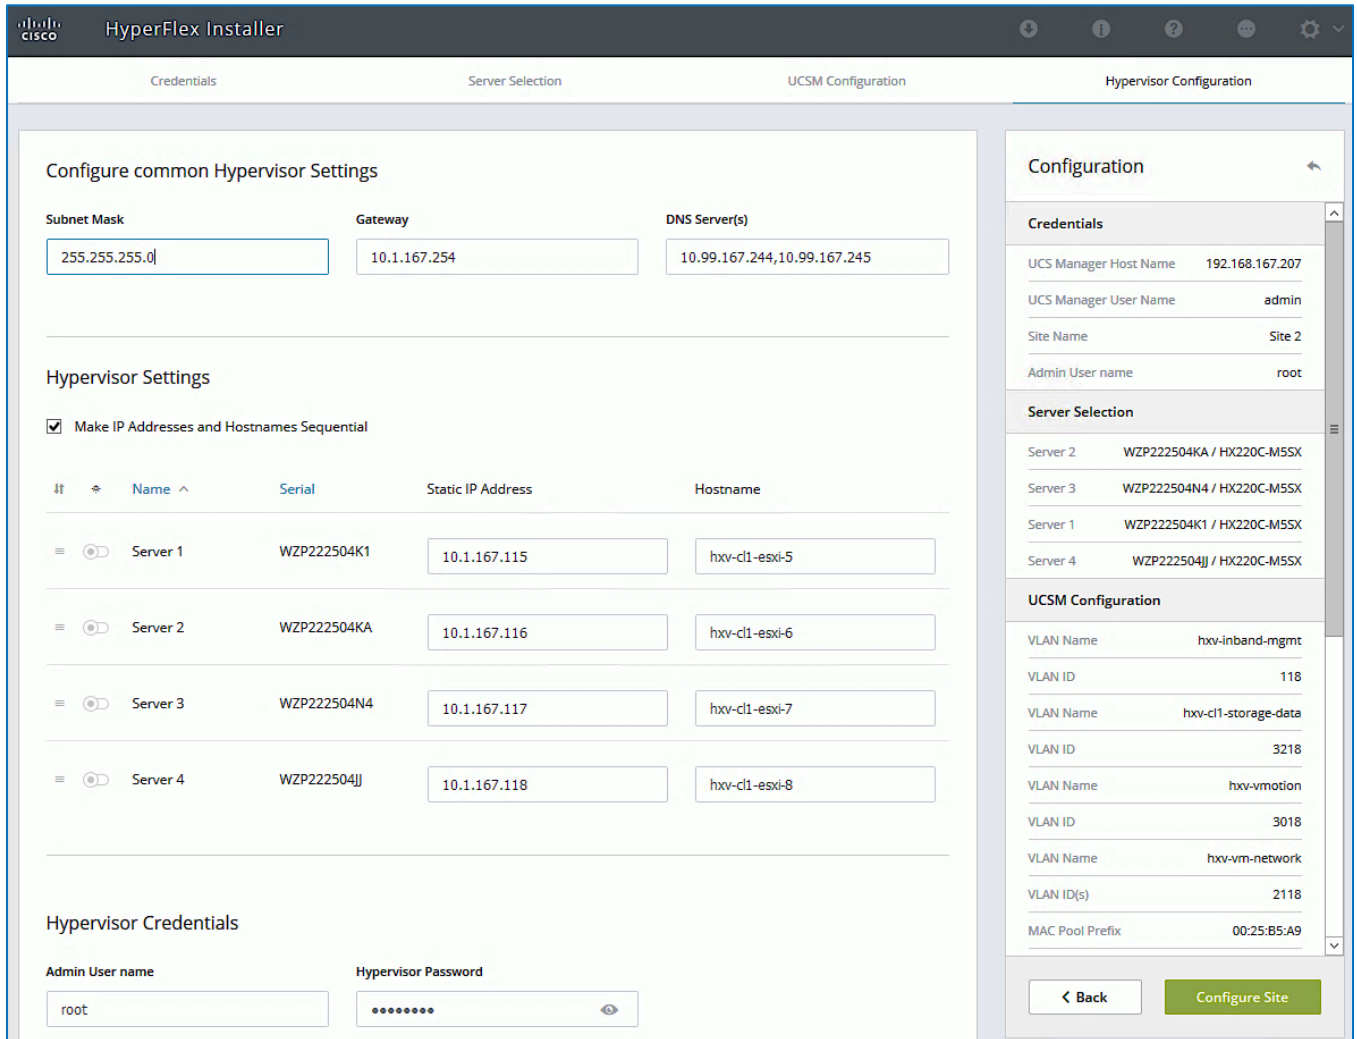 cisco HyperFlex Installer
Credentials Server Selection UCSM Configuration Hypervisor Configuration
Configure common Hypervisor Settings
Subnet Mask Gateway DNS Server(s)
255.255.255.0 10.1.167.254 10.99.167.244,10.99.167.245
Hypervisor Settings
Make IP Addresses and Hostnames Sequential
Name Serial Static IP Address Hostname
Server 1 WZP222504K1 10.1.167.115 hxv-cl1-esxi-5
Server 2 WZP222504KA 10.1.167.116 hxv-cl1-esxi-6
Server 3 WZP222504N4 10.1.167.117 hxv-cl1-esxi-7
Server 4 WZP222504JJ 10.1.167.118 hxv-cl1-esxi-8
Hypervisor Credentials
Admin User name Hypervisor Password
root ••••••••
Configuration
Credentials
UCS Manager Host Name 192.168.167.207
UCS Manager User Name admin
Site Name Site 2
Admin User name root
Server Selection
Server 2 WZP222504KA / HX220C-M5SX
Server 3 WZP222504N4 / HX220C-M5SX
Server 1 WZP222504K1 / HX220C-M5SX
Server 4 WZP222504JJ / HX220C-M5SX
UCSM Configuration
VLAN Name hxv-inband-mgmt
VLAN ID 118
VLAN Name hxv-cl1-storage-data
VLAN ID 3218
VLAN Name hxv-vmotion
VLAN ID 3018
VLAN Name hxv-vm-network
VLAN ID(s) 2118
MAC Pool Prefix 00:25:B5:A9
Back Configure Site